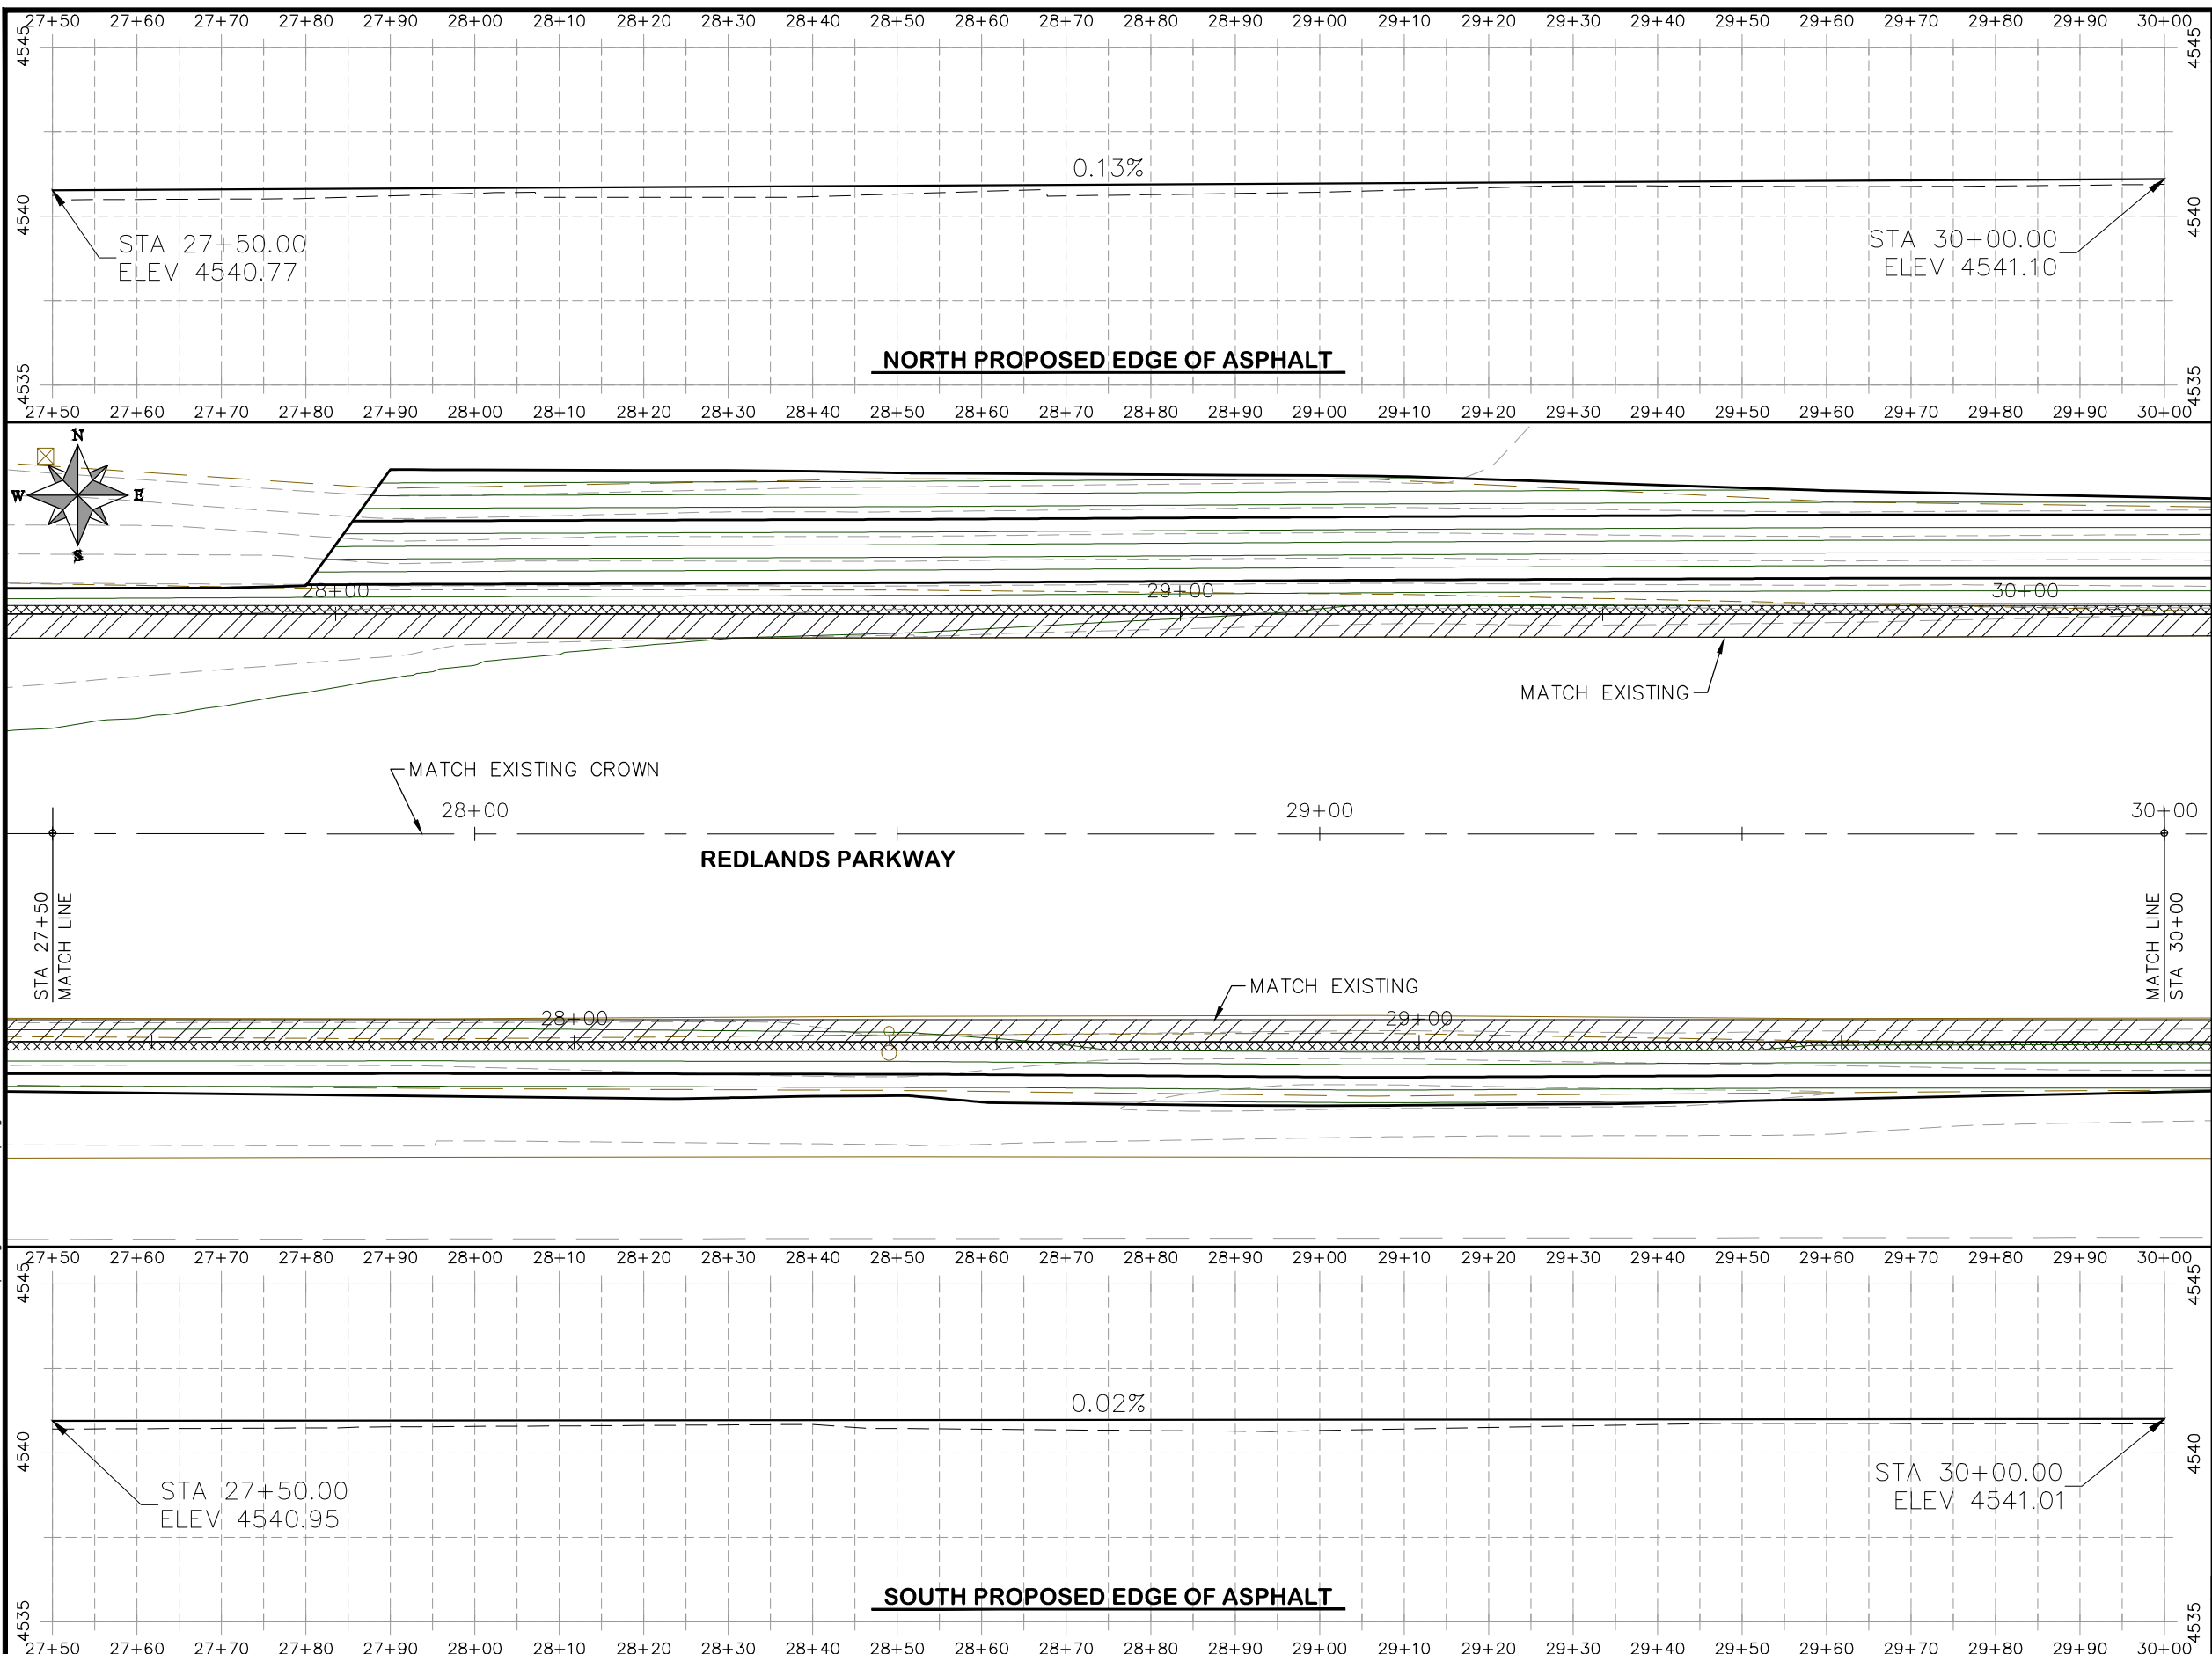 27+50 27+60 27+70 27+80 27+90 28+00 28+10 28+20 28+30 28+40 28+50 28+60 28+70 28+80 28+90 29+00 29+10 29+20 29+30 29+40 29+50 29+60 29+70 29+80 29+90 30+00
4545
4545
0.13%
4540
4540
STA 27+50.00
ELEV 4540.77
STA 30+00.00
ELEV 4541.10
NORTH PROPOSED EDGE OF ASPHALT
4535
4535
27+50 27+60 27+70 27+80 27+90 28+00 28+10 28+20 28+30 28+40 28+50 28+60 28+70 28+80 28+90 29+00 29+10 29+20 29+30 29+40 29+50 29+60 29+70 29+80 29+90 30+00
N
W E
S
28+00 29+00 30+00
MATCH EXISTING
MATCH EXISTING CROWN
28+00 29+00 30+00
REDLANDS PARKWAY
STA 27+50
MATCH LINE
MATCH LINE
STA 30+00
MATCH EXISTING
28+00 29+00
27+50 27+60 27+70 27+80 27+90 28+00 28+10 28+20 28+30 28+40 28+50 28+60 28+70 28+80 28+90 29+00 29+10 29+20 29+30 29+40 29+50 29+60 29+70 29+80 29+90 30+00
4545
4545
0.02%
4540
4540
STA 27+50.00
ELEV 4540.95
STA 30+00.00
ELEV 4541.01
SOUTH PROPOSED EDGE OF ASPHALT
4535
4535
27+50 27+60 27+70 27+80 27+90 28+00 28+10 28+20 28+30 28+40 28+50 28+60 28+70 28+80 28+90 29+00 29+10 29+20 29+30 29+40 29+50 29+60 29+70 29+80 29+90 30+00